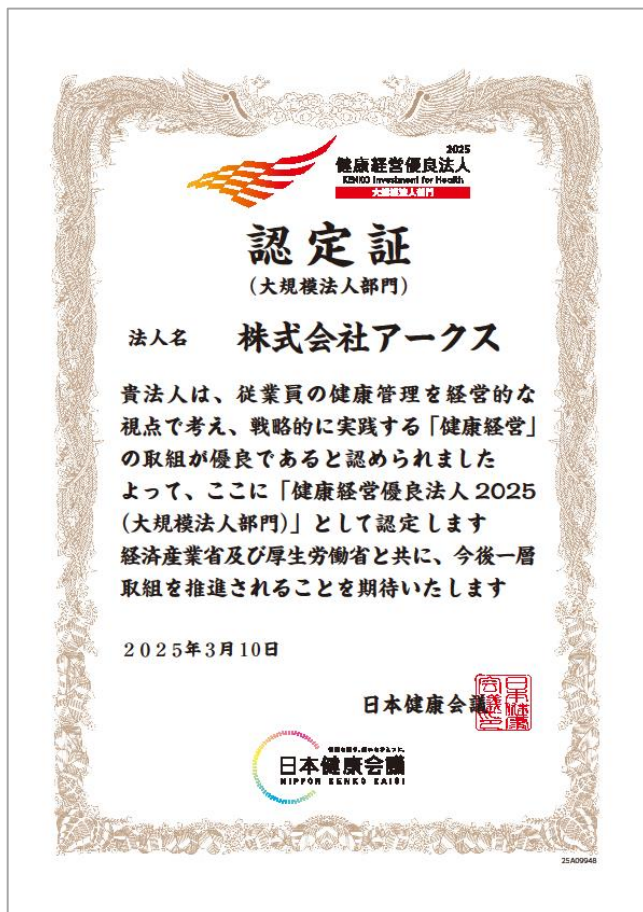 2025
健康経営優良法人
KENKO Investment for Health
大規模法人部門
認定証
(大規模法人部門)
法人名 株式会社アークス
貴法人は、従業員の健康管理を経営的な
視点で考え、戦略的に実践する「健康経営」
の取組が優良であると認められました
よって、ここに「健康経営優良法人2025
(大規模法人部門)」として認定します
経済産業省及び厚生労働省と共に、今後一層
取組を推進されることを期待いたします
2025年3月10日
日本健康会議
日本健康会議
NIPPON KENKO KAIGI
25A09948